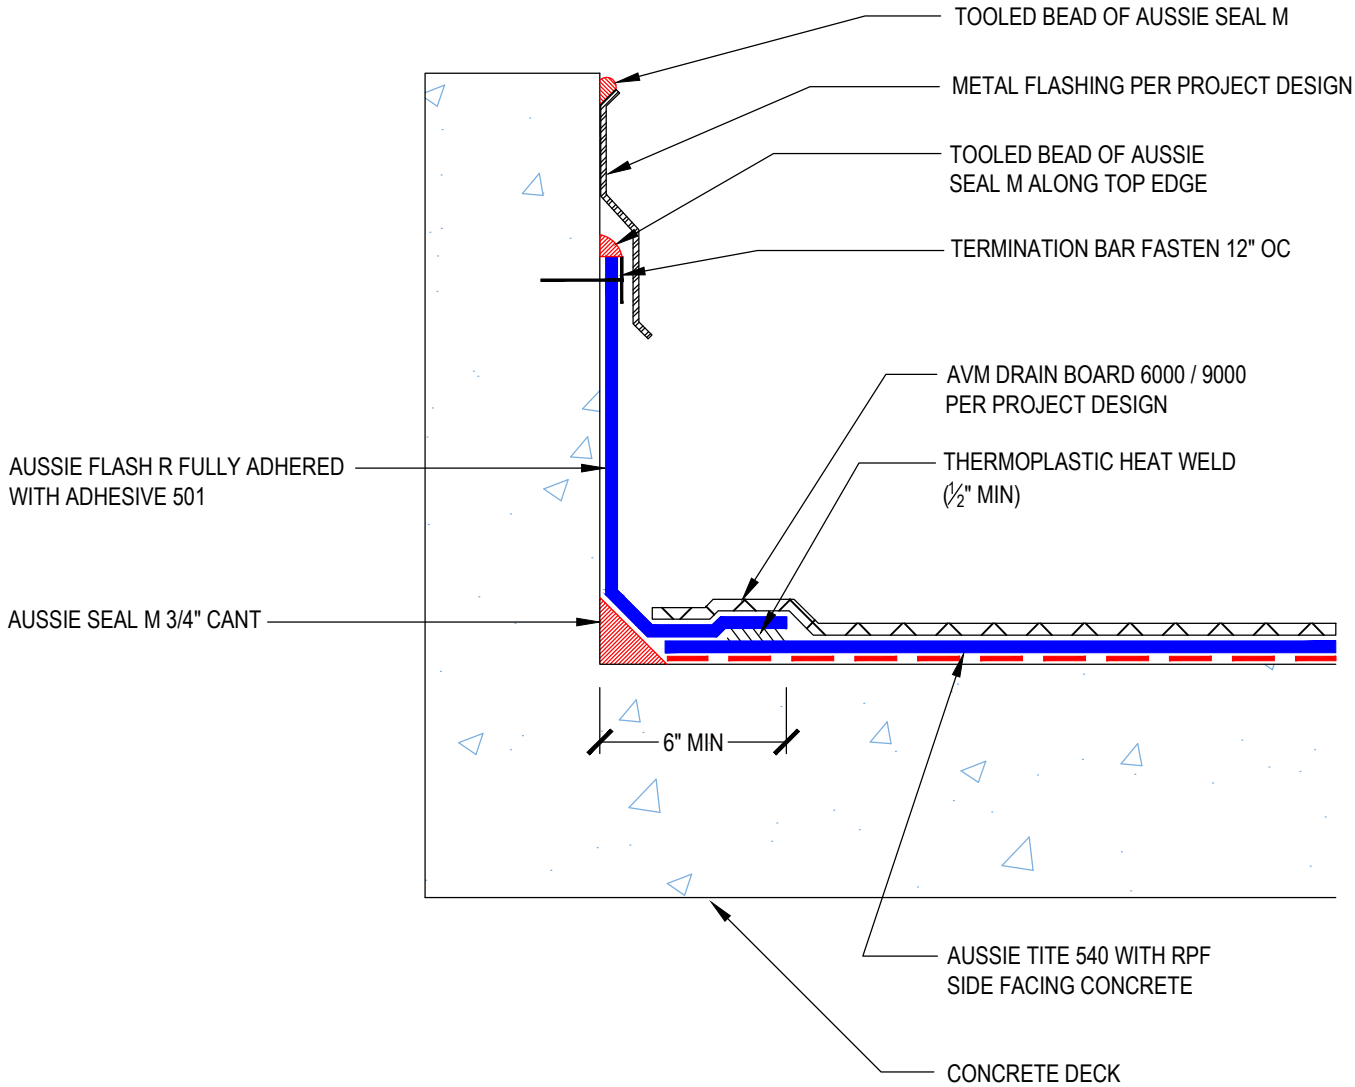 TOOLED BEAD OF AUSSIE SEAL M
METAL FLASHING PER PROJECT DESIGN
TOOLED BEAD OF AUSSIE
SEAL M ALONG TOP EDGE
TERMINATION BAR FASTEN 12" OC
AVM DRAIN BOARD 6000 / 9000
PER PROJECT DESIGN
AUSSIE FLASH R FULLY ADHERED
WITH ADHESIVE 501
THERMOPLASTIC HEAT WELD
(½" MIN)
AUSSIE SEAL M 3/4" CANT
6" MIN
AUSSIE TITE 540 WITH RPF
SIDE FACING CONCRETE
CONCRETE DECK